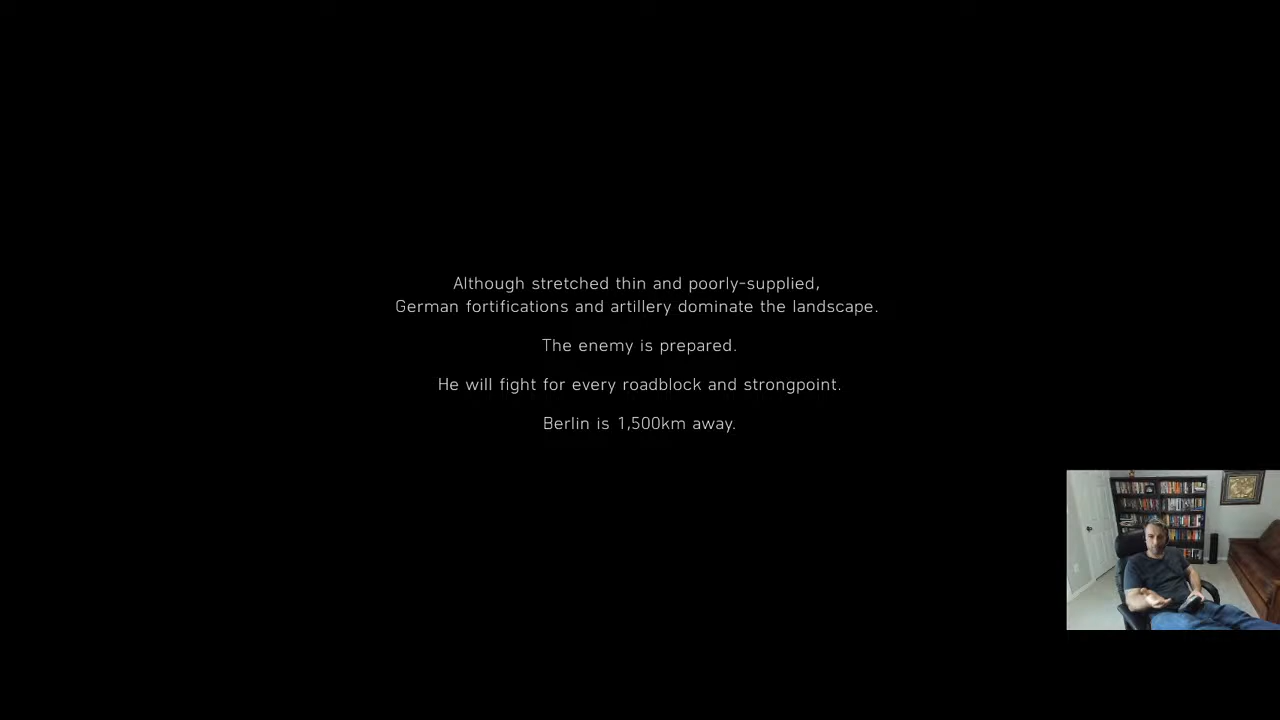 Although stretched thin and poorly-supplied,
German fortifications and artillery dominate the landscape.
The enemy is prepared.
He will fight for every roadblock and strongpoint.
Berlin is 1,500km away.